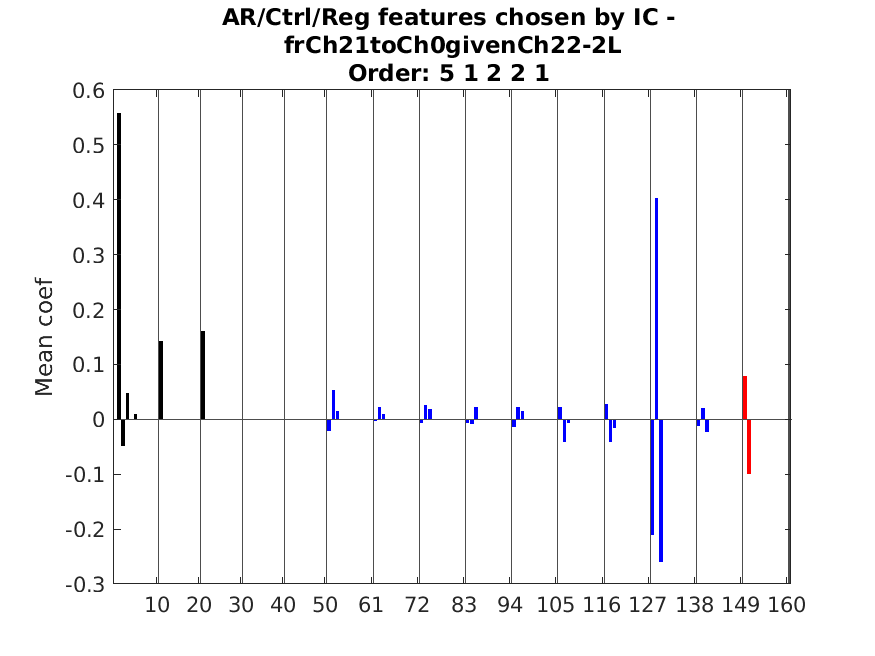 AR/Ctrl/Reg features chosen by IC -
frCh21toCh0givenCh22-2L
Order: 5 1 2 2 1
0.6
0.5
0.4
0.3
0.2
0.1
0
-0.1
-0.2
-0.3
Mean coef
10 20 30 40 50 61 72 83 94 105 116 127 138 149 160